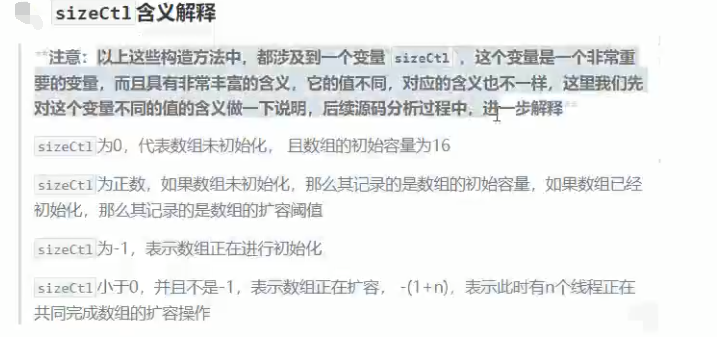 sizeCtl含义解释
**注意：以上这些构造方法中，都涉及到一个变量`sizeCtl`，这个变量是一个非常重
要的变量，而且具有非常丰富的含义，它的值不同，对应的含义也不一样，这里我们先
对这个变量不同的值的含义做一下说明，后续源码分析过程中，进一步解释**
sizeCtl为0，代表数组未初始化， 且数组的初始容量为16
sizeCtl为正数，如果数组未初始化，那么其记录的是数组的初始容量，如果数组已经
初始化，那么其记录的是数组的扩容阈值
sizeCtl为-1，表示数组正在进行初始化
sizeCtl小于0，并且不是-1，表示数组正在扩容， -(1+n)，表示此时有n个线程正在
共同完成数组的扩容操作